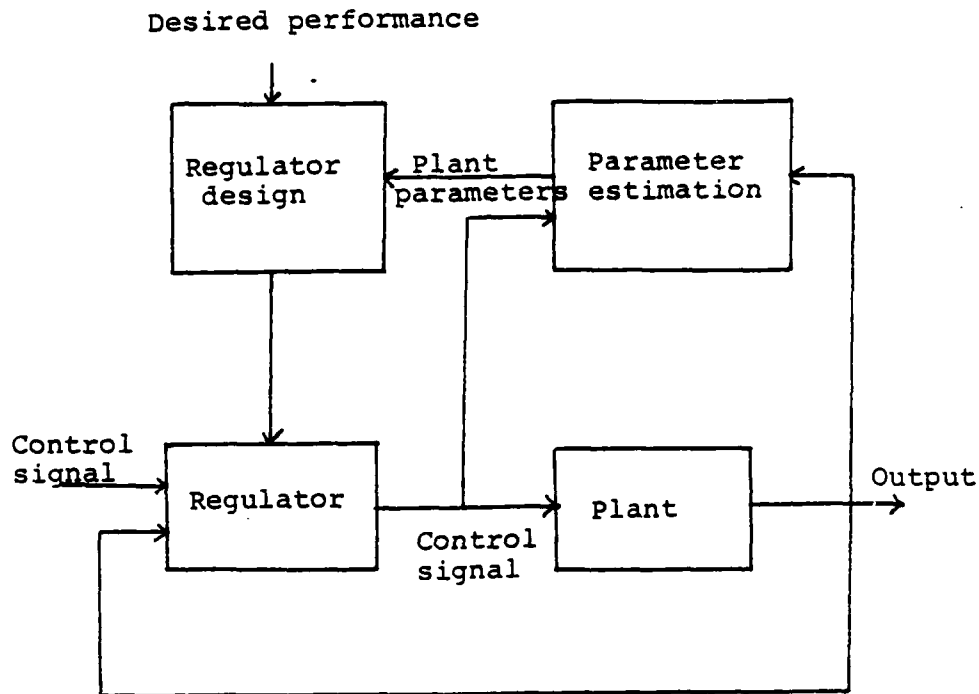 Desired performance
Regulator
design
Plant
parameters
Parameter
estimation
Control
signal
Regulator
Control
signal
Plant
Output